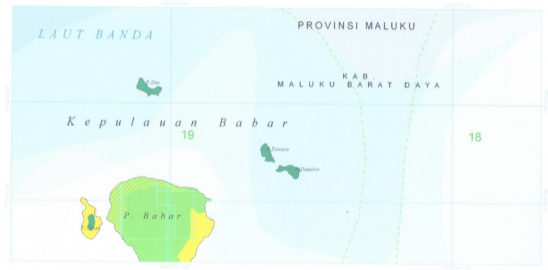 PROVINSI MALUKU
LAUT BANDA
KAB.
MALUKU BARAT DAYA
Kepulauan Babar
19
18
P. Babar